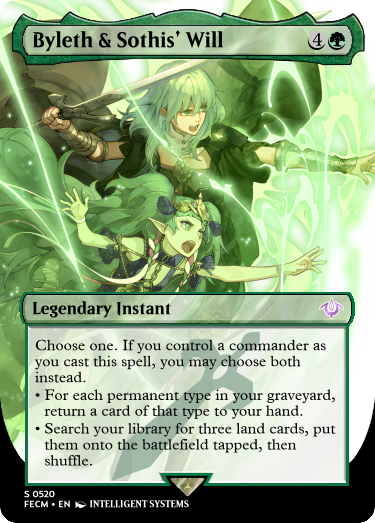 Byleth & Sothis' Will 4
Legendary Instant
Choose one. If you control a commander as
you cast this spell, you may choose both
instead.
• For each permanent type in your graveyard,
return a card of that type to your hand.
• Search your library for three land cards, put
them onto the battlefield tapped, then
shuffle.
S 0520
FECM • EN INTELLIGENT SYSTEMS